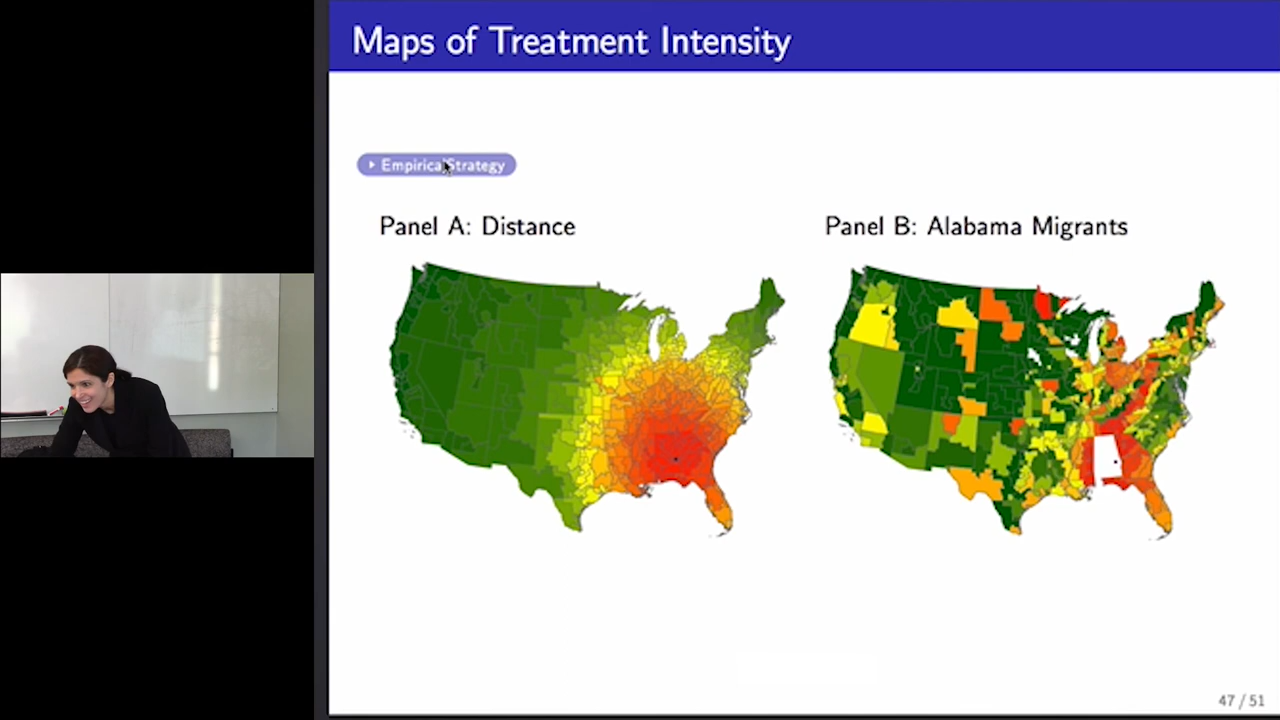 Maps of Treatment Intensity
Empirical Strategy
Panel A: Distance
Panel B: Alabama Migrants
47 / 51